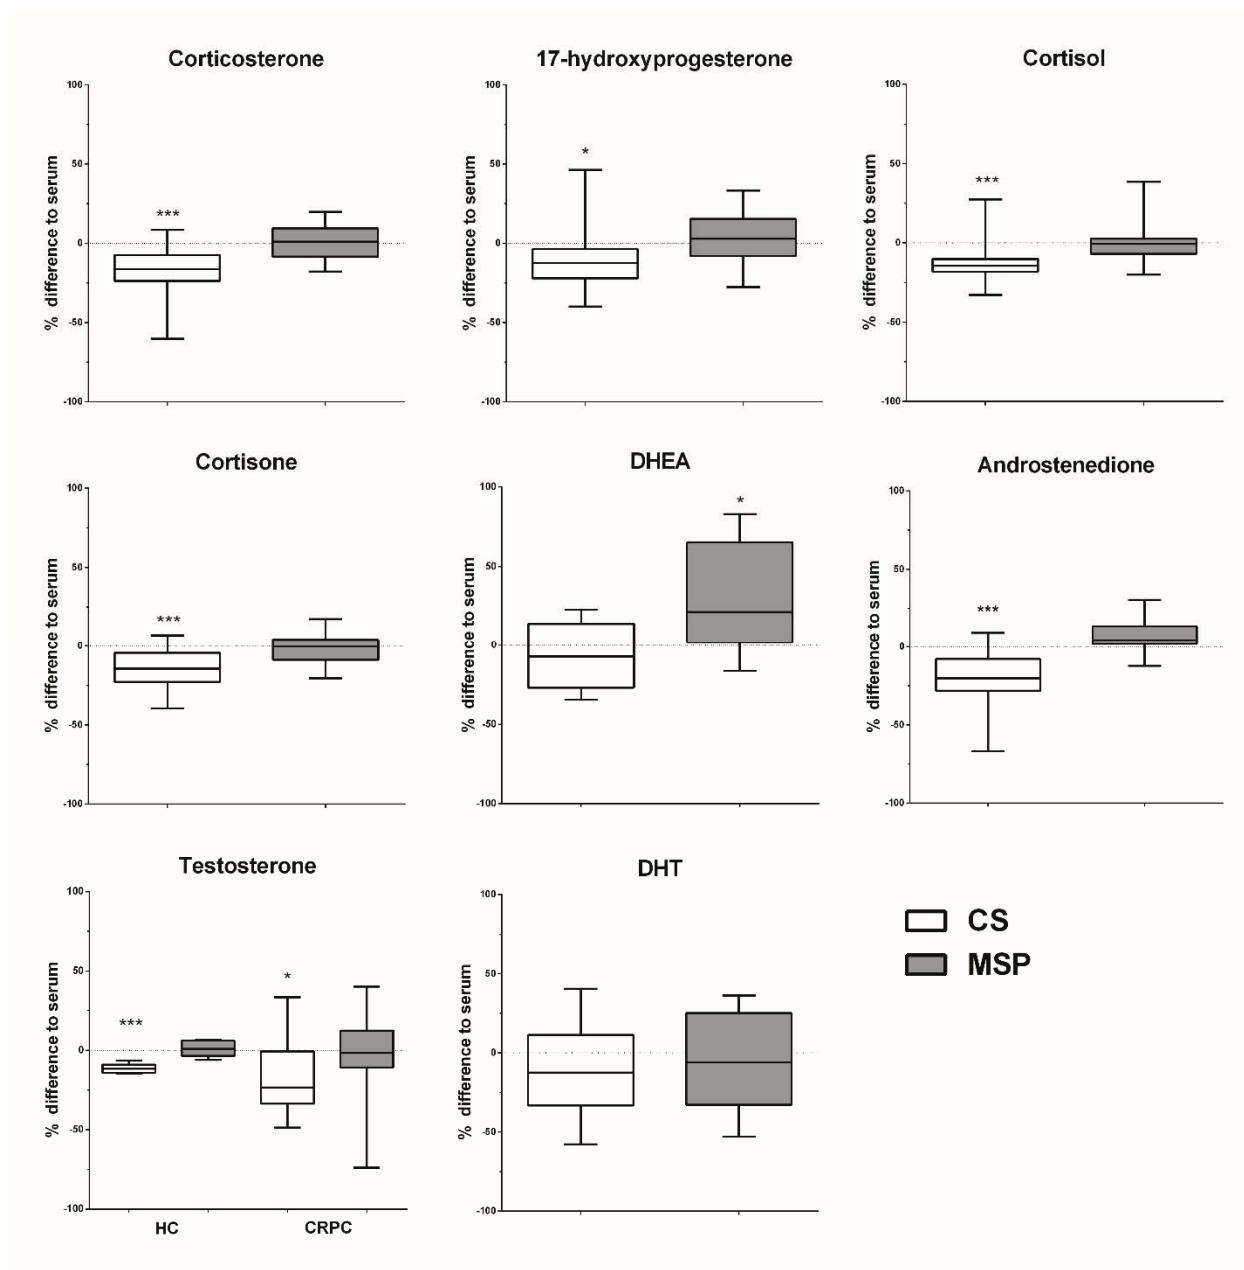 Corticosterone
% difference to serum
100
50
0
-50
-100
***
17-hydroxyprogesterone
% difference to serum
100
50
0
-50
-100
*
Cortisol
% difference to serum
100
50
0
-50
-100
***
Cortisone
% difference to serum
100
50
0
-50
-100
***
DHEA
% difference to serum
100
50
0
-50
-100
*
Androstenedione
% difference to serum
100
50
0
-50
-100
***
Testosterone
% difference to serum
100
50
0
-50
-100
***
*
HC
CRPC
DHT
% difference to serum
100
50
0
-50
-100
CS
MSP